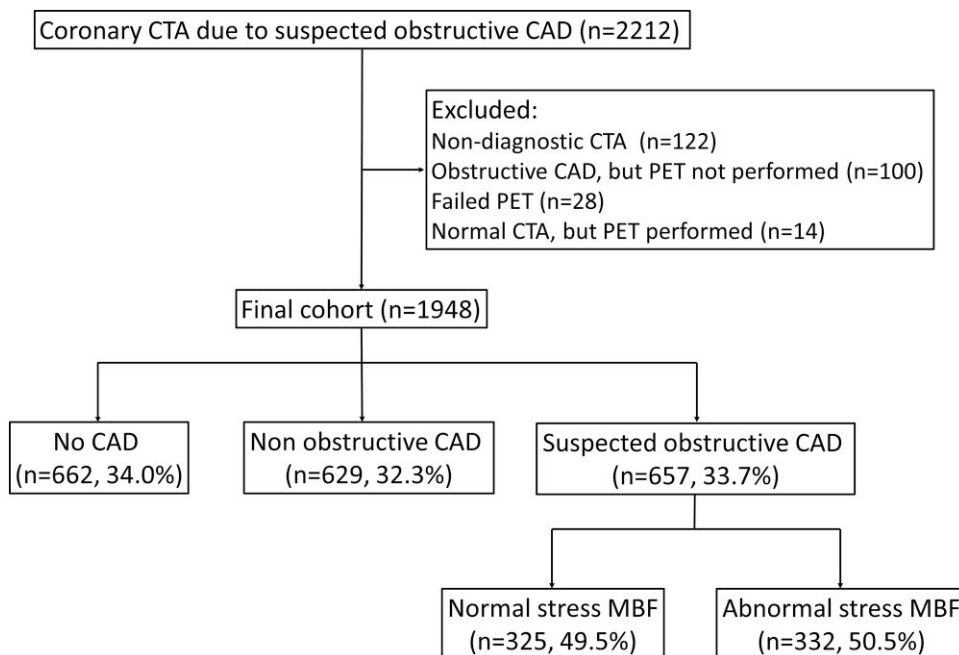 Coronary CTA due to suspected obstructive CAD (n=2212)
Excluded:
Non-diagnostic CTA  (n=122)
Obstructive CAD, but PET not performed (n=100)
Failed PET (n=28)
Normal CTA, but PET performed (n=14)
Final cohort (n=1948)
No CAD
(n=662, 34.0%)
Non obstructive CAD
(n=629, 32.3%)
Suspected obstructive CAD
(n=657, 33.7%)
Normal stress MBF
(n=325, 49.5%)
Abnormal stress MBF
(n=332, 50.5%)